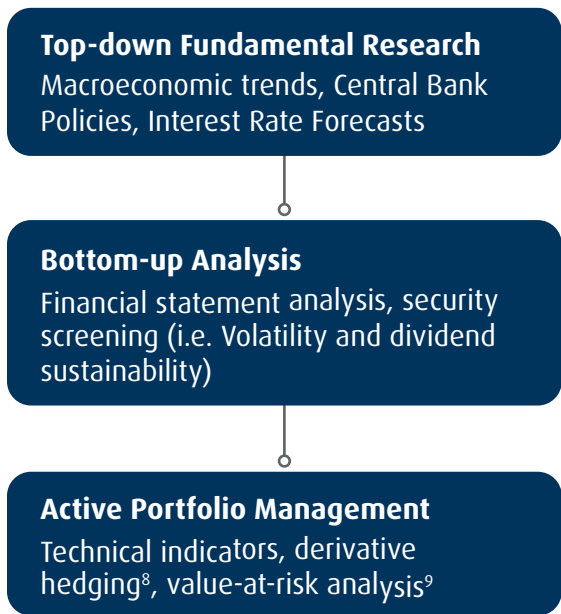 Top-down Fundamental Research
Macroeconomic trends, Central Bank
Policies, Interest Rate Forecasts
Bottom-up Analysis
Financial statement analysis, security
screening (i.e. Volatility and dividend
sustainability)
Active Portfolio Management
Technical indicators, derivative
hedging⁸, value-at-risk analysis⁹